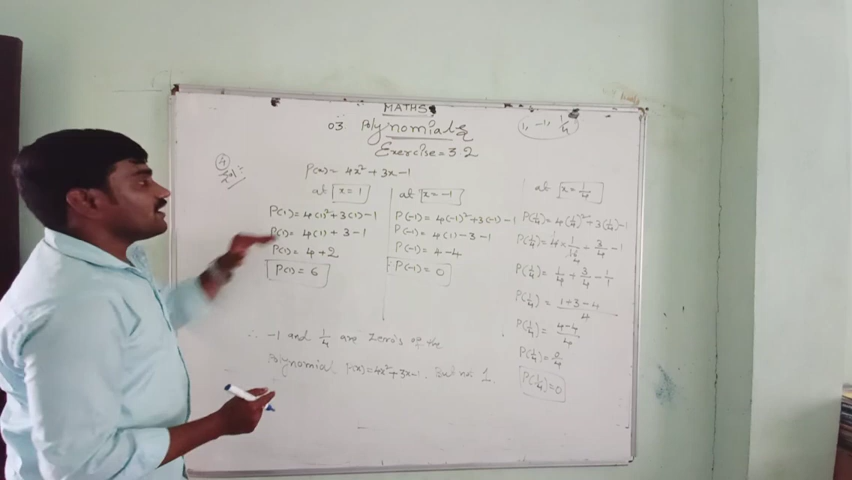 MATHS
03 Polynomials
Exercise = 3.2
1, -1, 1/4
4
Sol:-
P(x) = 4x² + 3x - 1
at x = 1
P(1) = 4(1)² + 3(1) - 1
P(1) = 4(1) + 3 - 1
P(1) = 4 + 2
P(1) = 6
at x = -1
P(-1) = 4(-1)² + 3(-1) - 1
P(-1) = 4(1) - 3 - 1
P(-1) = 4 - 4
P(-1) = 0
at x = 1/4
P(1/4) = 4(1/4)² + 3(1/4) - 1
P(1/4) = 4 × 1/16 + 3/4 - 1
P(1/4) = 1/4 + 3/4 - 1/1
P(1/4) = 1+3-4/4
P(1/4) = 4-4/4
P(1/4) = 0/4
P(1/4) = 0
∴ -1 and 1/4 are Zero's of the
Polynomial P(x) = 4x² + 3x-1. but not 1.